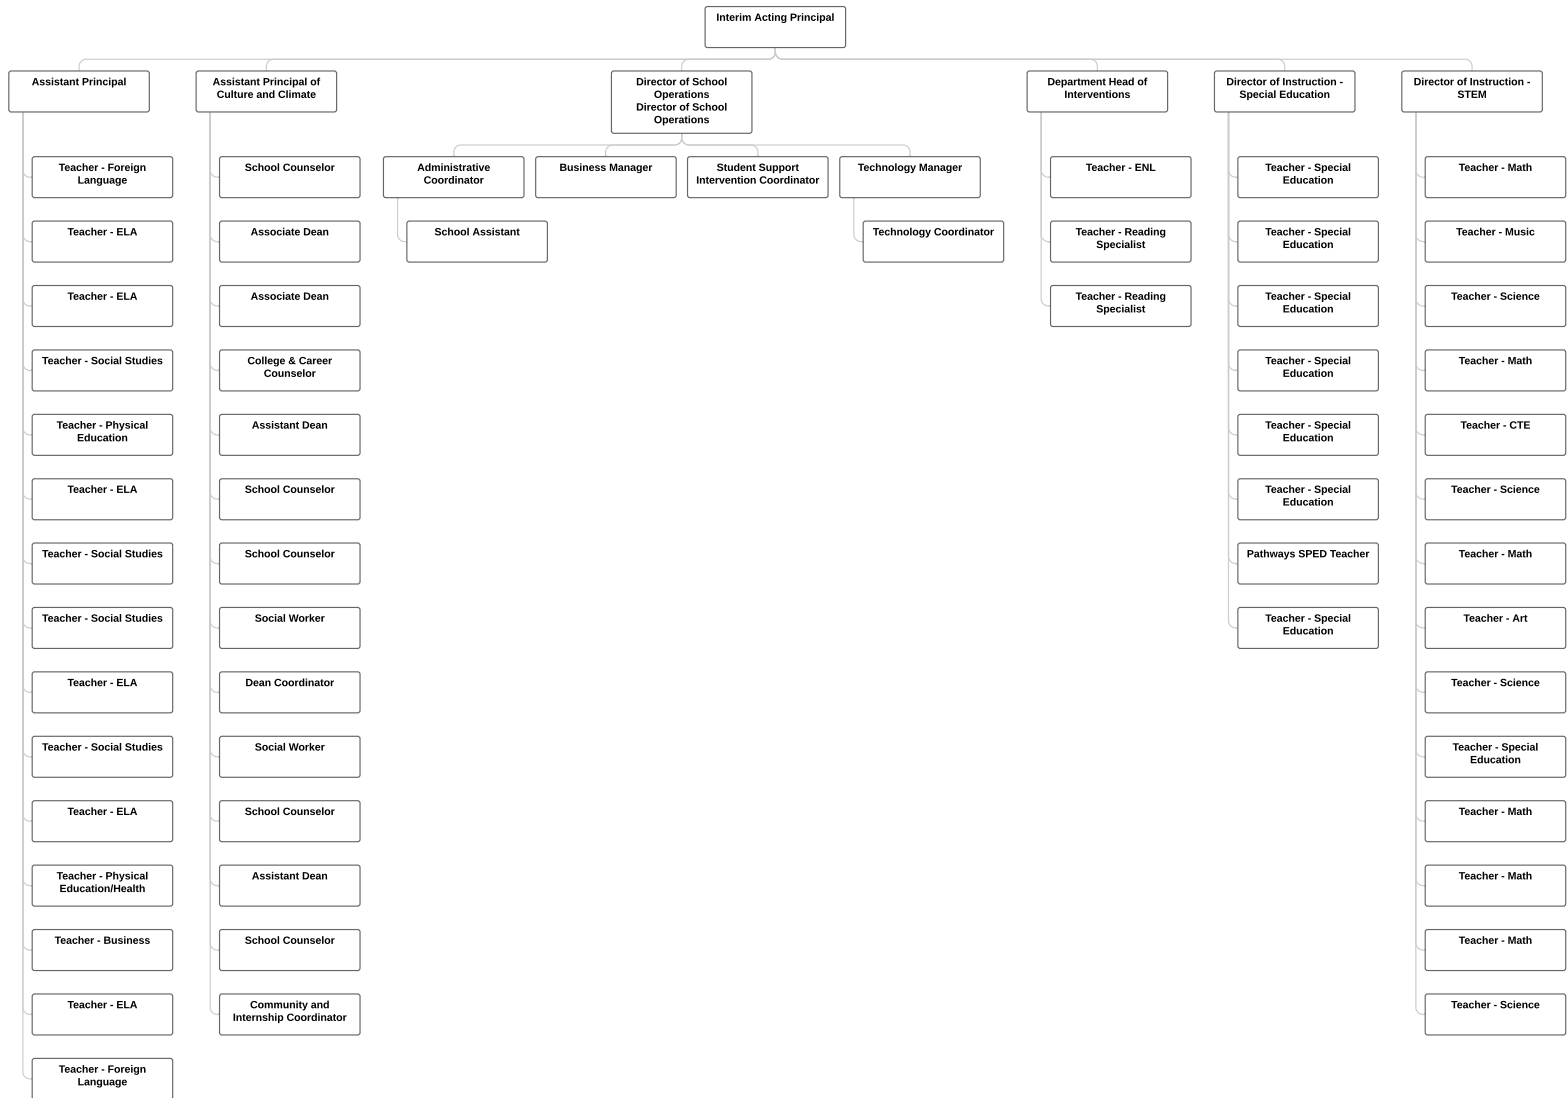 Interim Acting Principal
Assistant Principal
Assistant Principal of
Culture and Climate
Director of School
Operations
Director of School
Operations
Department Head of
Interventions
Director of Instruction -
Special Education
Director of Instruction -
STEM
Teacher - Foreign
Language
Teacher - ELA
Teacher - ELA
Teacher - Social Studies
Teacher - Physical
Education
Teacher - ELA
Teacher - Social Studies
Teacher - Social Studies
Teacher - ELA
Teacher - Social Studies
Teacher - ELA
Teacher - Physical
Education/Health
Teacher - Business
Teacher - ELA
Teacher - Foreign
Language
School Counselor
Associate Dean
Associate Dean
College & Career
Counselor
Assistant Dean
School Counselor
School Counselor
Social Worker
Dean Coordinator
Social Worker
School Counselor
Assistant Dean
School Counselor
Community and
Internship Coordinator
Administrative
Coordinator
School Assistant
Business Manager
Student Support
Intervention Coordinator
Technology Manager
Technology Coordinator
Teacher - ENL
Teacher - Reading
Specialist
Teacher - Reading
Specialist
Teacher - Special
Education
Teacher - Special
Education
Teacher - Special
Education
Teacher - Special
Education
Teacher - Special
Education
Teacher - Special
Education
Pathways SPED Teacher
Teacher - Special
Education
Teacher - Math
Teacher - Music
Teacher - Science
Teacher - Math
Teacher - CTE
Teacher - Science
Teacher - Math
Teacher - Art
Teacher - Science
Teacher - Special
Education
Teacher - Math
Teacher - Math
Teacher - Math
Teacher - Science